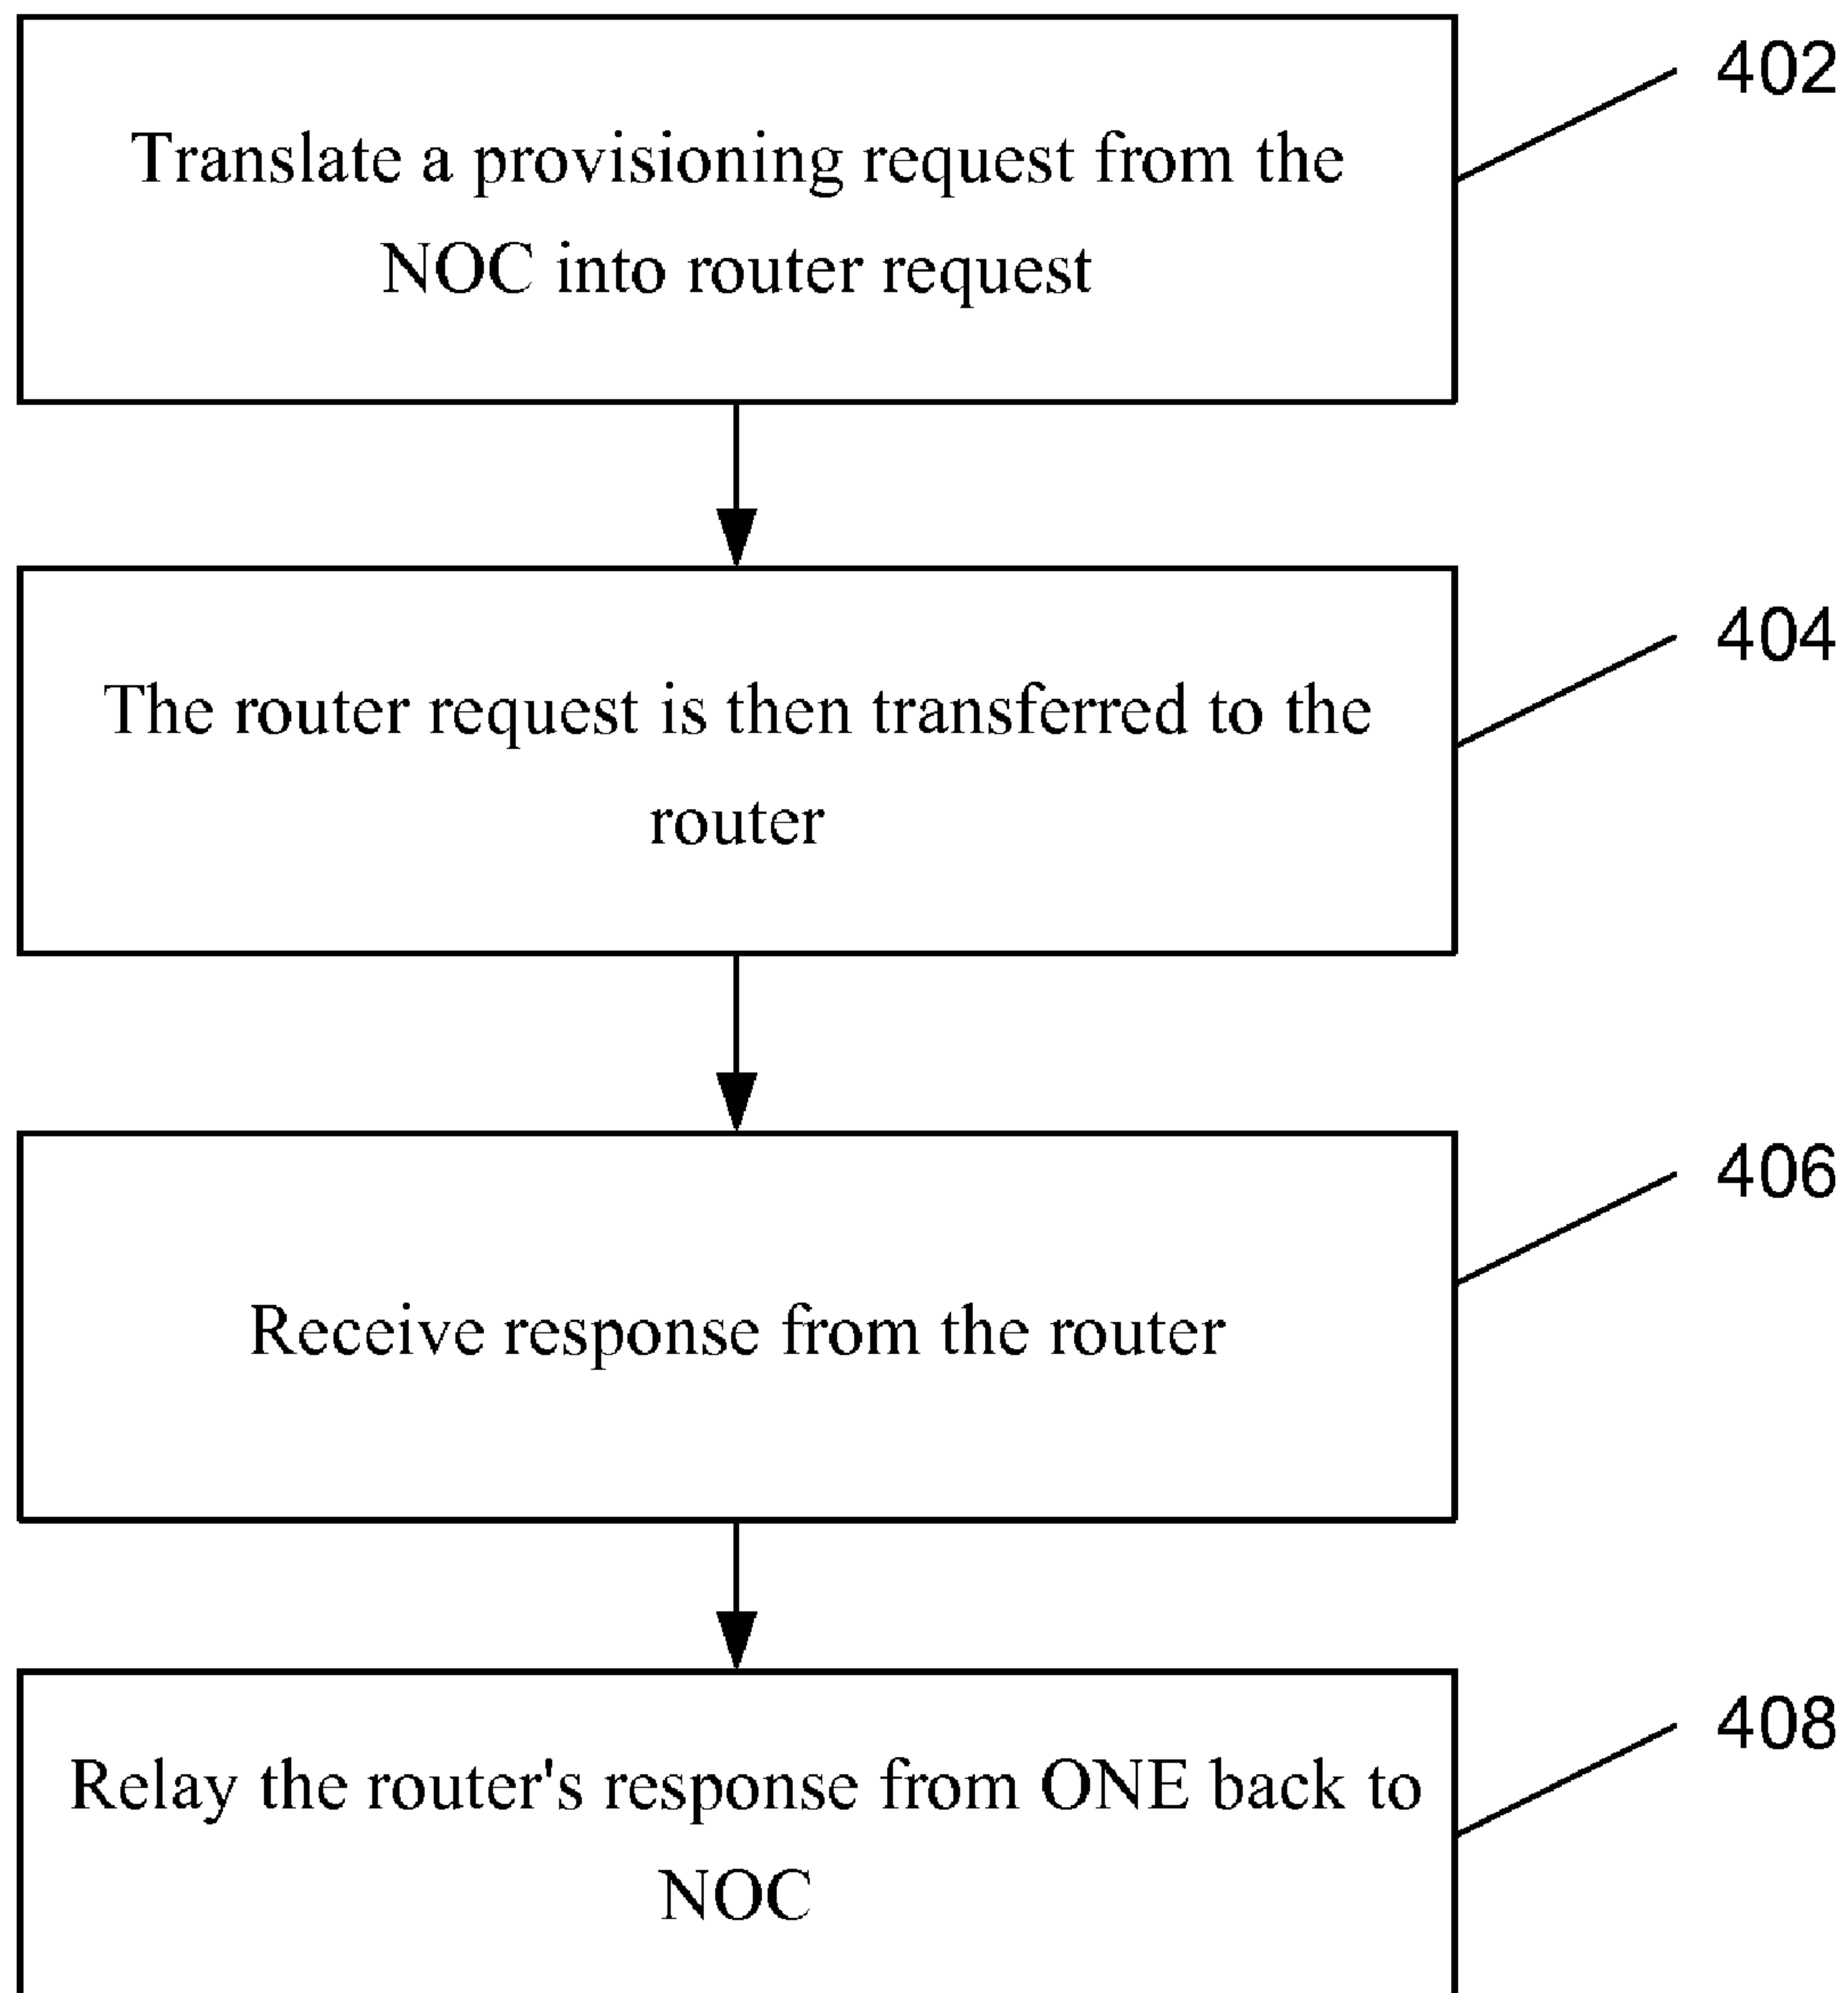 402
Translate a provisioning request from the
NOC into router request
404
The router request is then transferred to the
router
406
Receive response from the router
408
Relay the router's response from ONE back to
NOC